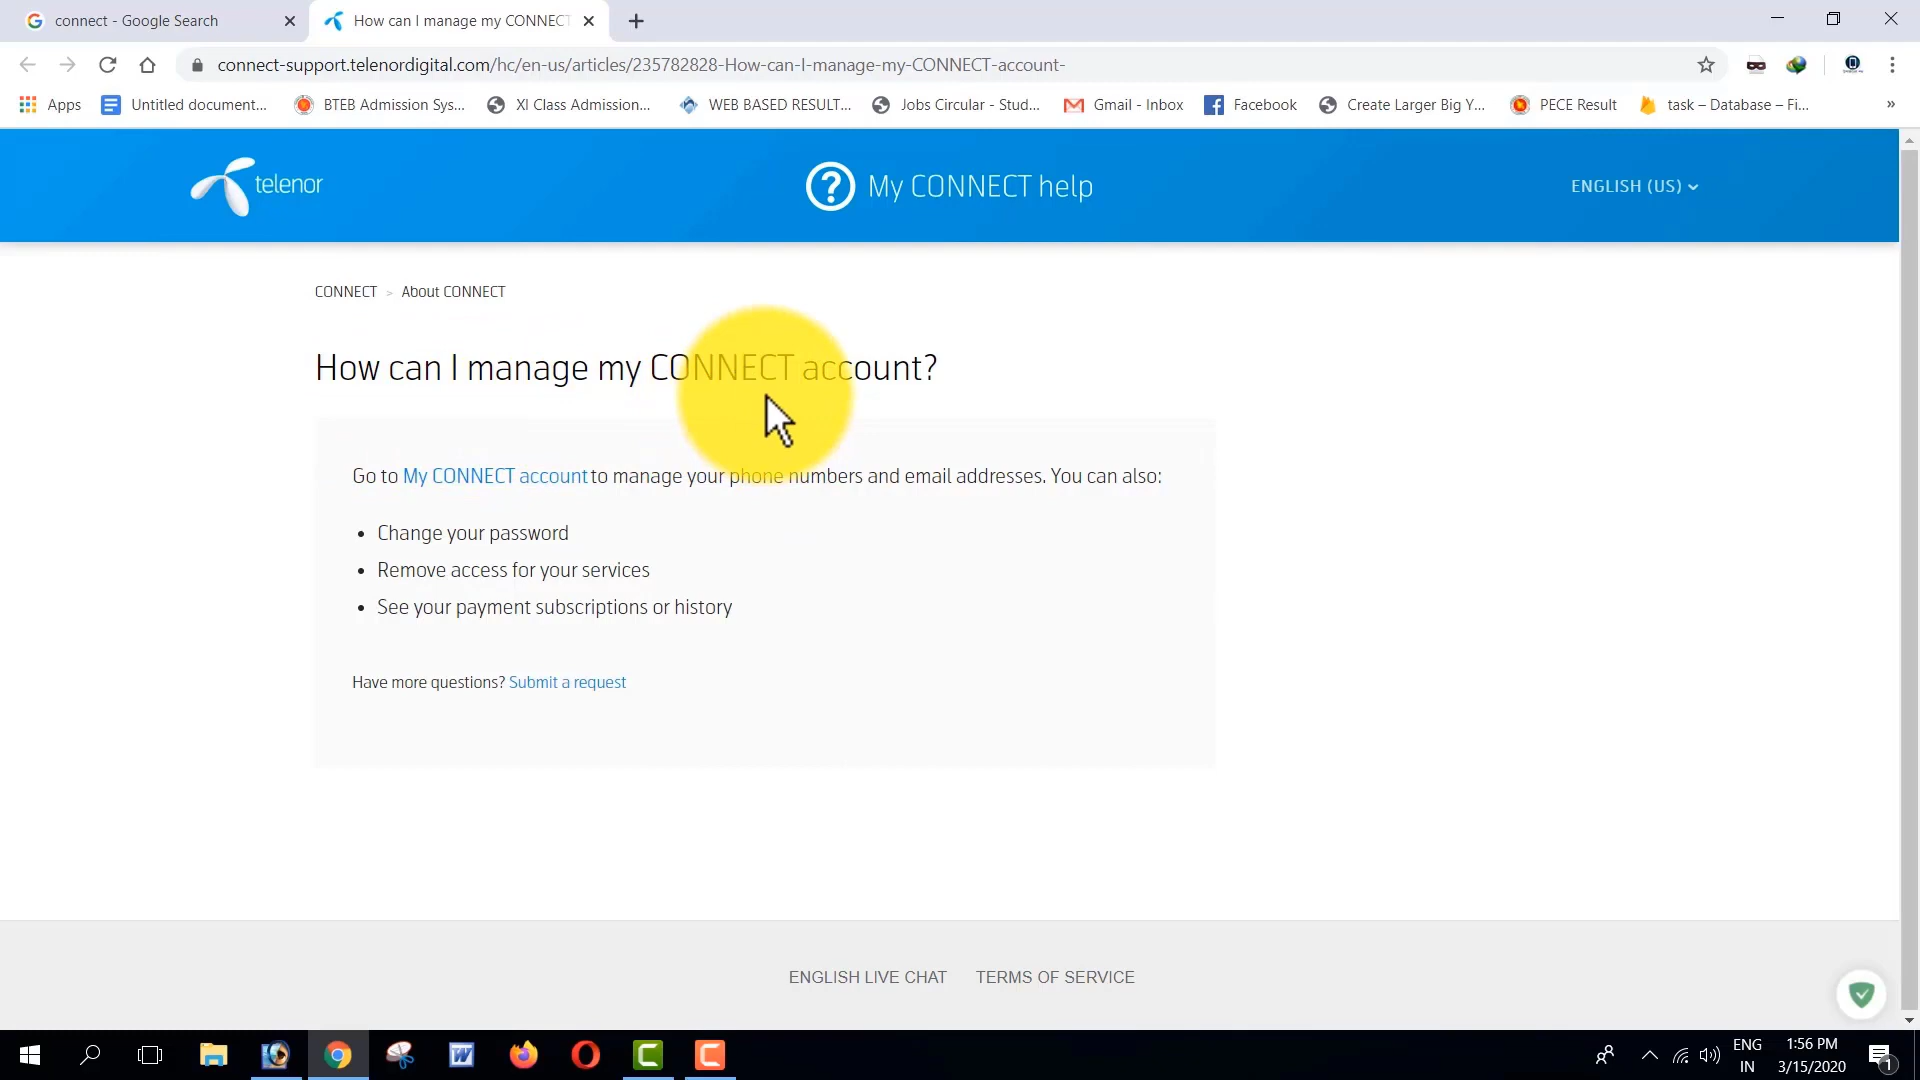 connect - Google Search
How can I manage my CONNECT
connect-support.telenordigital.com/hc/en-us/articles/235782828-How-can-I-manage-my-CONNECT-account-
Apps Untitled document... BTEB Admission Sys... XI Class Admission... WEB BASED RESULT... Jobs Circular - Stud... Gmail - Inbox Facebook Create Larger Big Y... PECE Result task – Database – Fi... »
telenor
? My CONNECT help
ENGLISH (US)
CONNECT > About CONNECT
How can I manage my CONNECT account?
Go to My CONNECT account to manage your phone numbers and email addresses. You can also:
• Change your password
• Remove access for your services
• See your payment subscriptions or history
Have more questions? Submit a request
ENGLISH LIVE CHAT TERMS OF SERVICE
ENG 1:56 PM
IN 3/15/2020 1